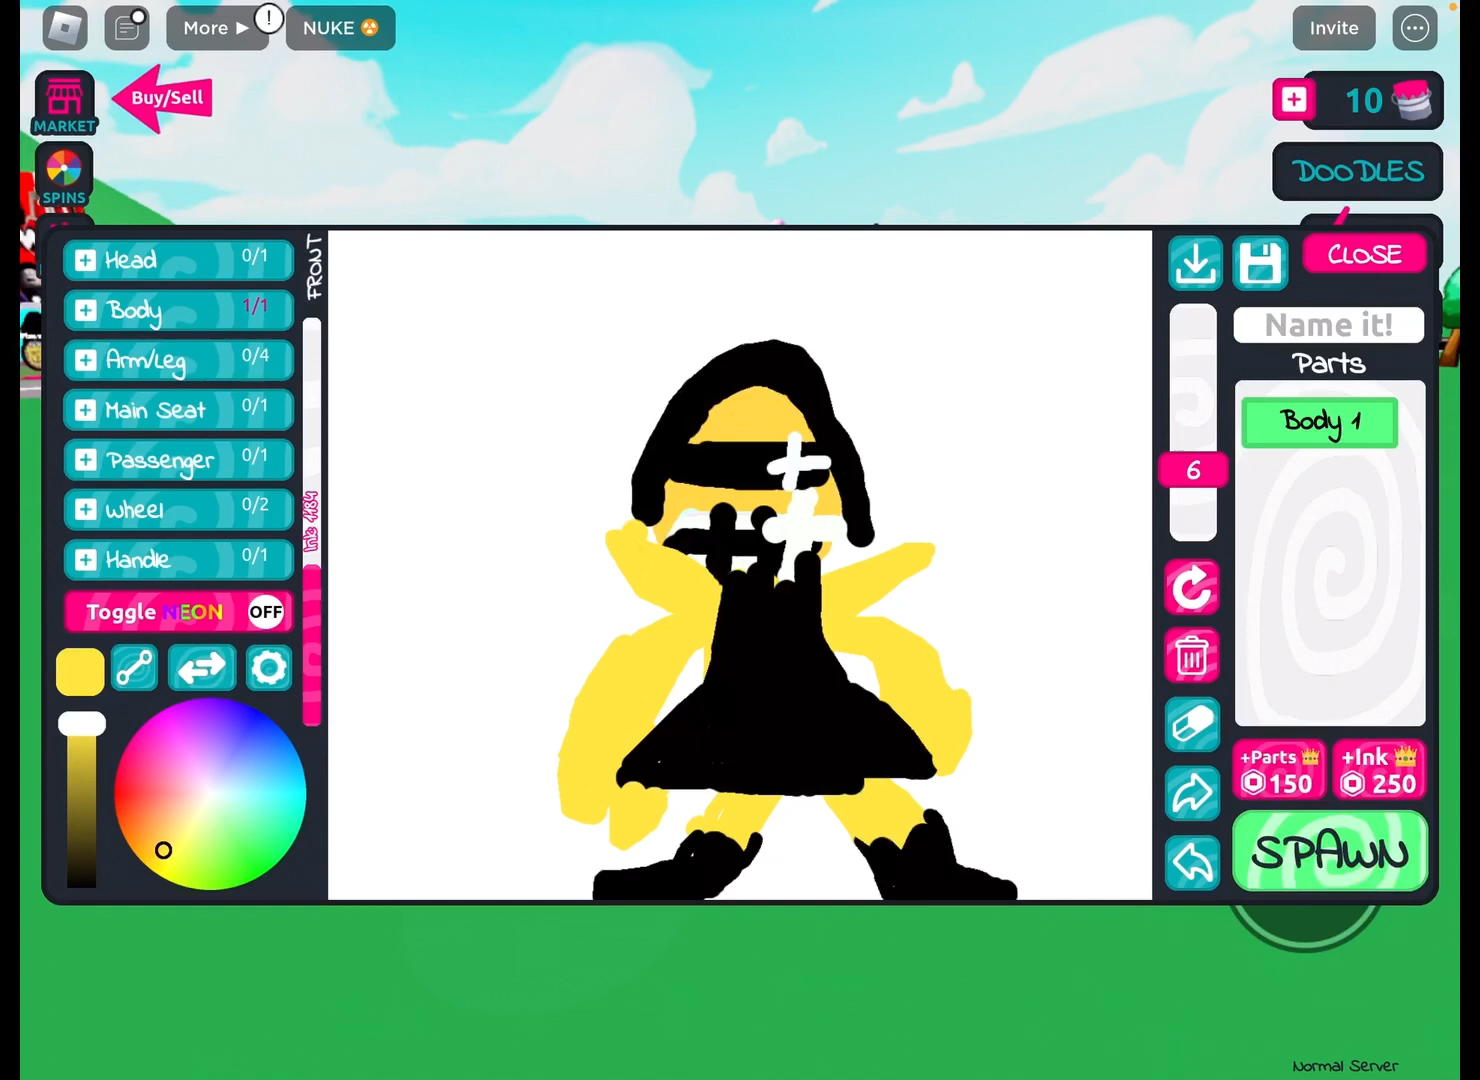 More ▶
!
NUKE ☢
Invite
MARKET
Buy/Sell
10
SPINS
DOODLES
Head 0/1
Body 1/1
Arm/Leg 0/4
Main Seat 0/1
Passenger 0/1
Wheel 0/2
Handle 0/1
Toggle NEON OFF
FRONT
CLOSE
Name it!
Parts
Body 1
6
+Parts 150
+Ink 250
SPAWN
Normal Server